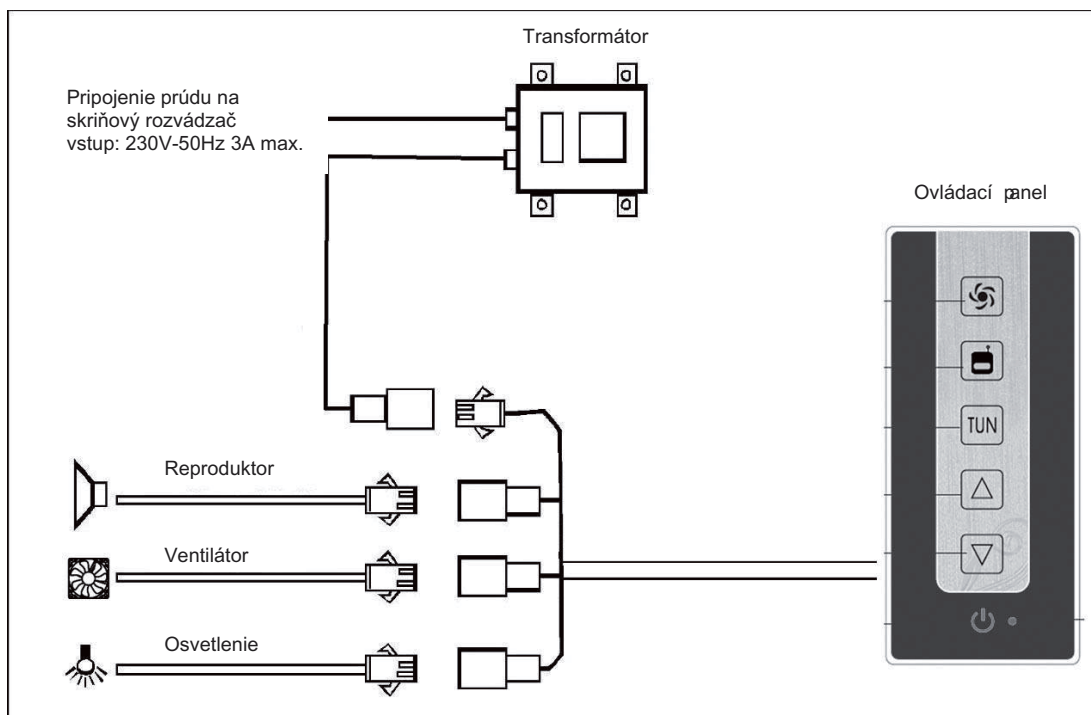 Transformátor
Pripojenie prúdu na
skriňový rozvádzač
vstup: 230V-50Hz 3A max.
Ovládací panel
TUN
Reproduktor
Ventilátor
Osvetlenie